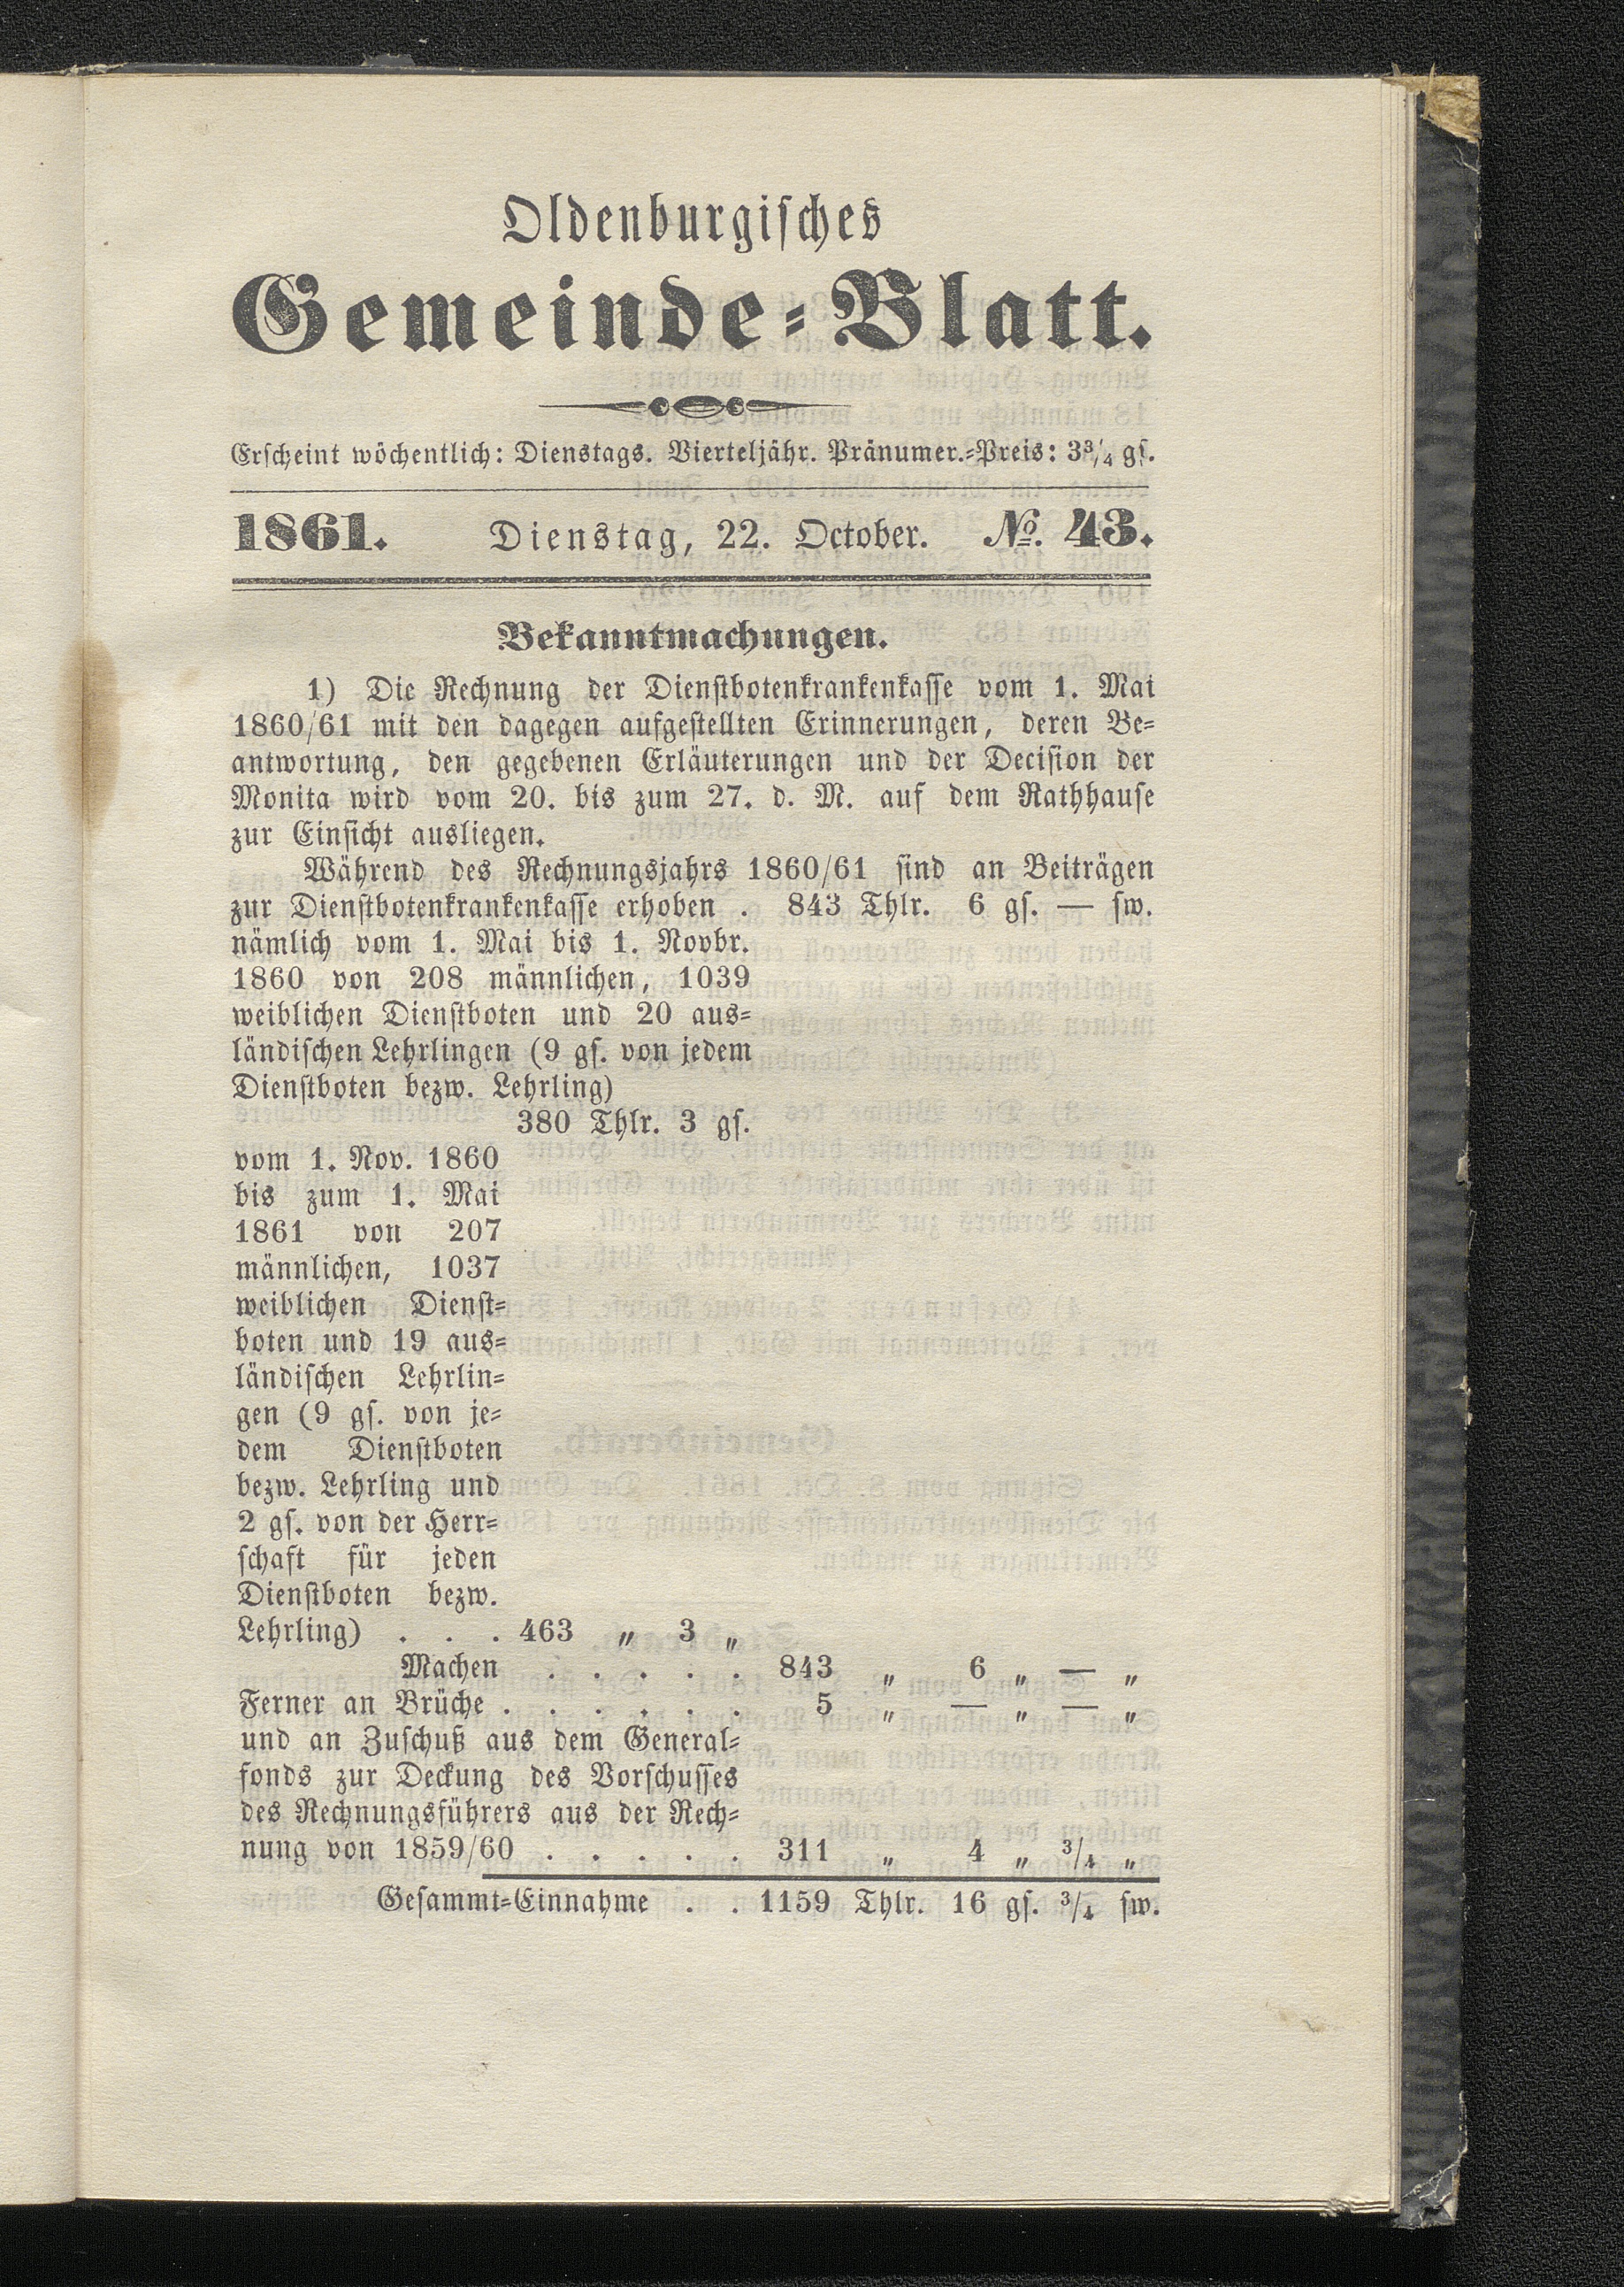 Oldenburgisches
Gemeinde-Blatt.
Erscheint wöchentlich: Dienstags. Vierteljähr. Pränumer.-Preis: 3 3/4 gs.
1861. Dienstag, 22. October. No. 43.
Bekanntmachungen.
1) Die Rechnung der Dienstbotenkrankenkasse vom 1. Mai
1860/61 mit den dagegen aufgestellten Erinnerungen, deren Be-
antwortung, den gegebenen Erläuterungen und der Decision der
Monita wird vom 20. bis zum 27. d. M. auf dem Rathhause
zur Einsicht ausliegen.
Während des Rechnungsjahrs 1860/61 sind an Beiträgen
zur Dienstbotenkrankenkasse erhoben . 843 Thlr. 6 gs. — sw.
nämlich vom 1. Mai bis 1. Novbr.
1860 von 208 männlichen, 1039
weiblichen Dienstboten und 20 aus-
ländischen Lehrlingen (9 gs. von jedem
Dienstboten bezw. Lehrling)
380 Thlr. 3 gs.
vom 1. Nov. 1860
bis zum 1. Mai
1861 von 207
männlichen, 1037
weiblichen Dienst-
boten und 19 aus-
ländischen Lehrlin-
gen (9 gs. von je-
dem Dienstboten
bezw. Lehrling und
2 gs. von der Herr-
schaft für jeden
Dienstboten bezw.
Lehrling) . . . 463 „ 3 „
Machen . . . . . 843 „ 6 „ — „
Ferner an Brüche . . . . . . 5 „ — „ — „
und an Zuschuß aus dem General-
fonds zur Deckung des Vorschusses
des Rechnungsführers aus der Rech-
nung von 1859/60 . . . . . 311 „ 4 „ 3/4 „
Gesammt-Einnahme . . 1159 Thlr. 16 gs. 3/4 sw.